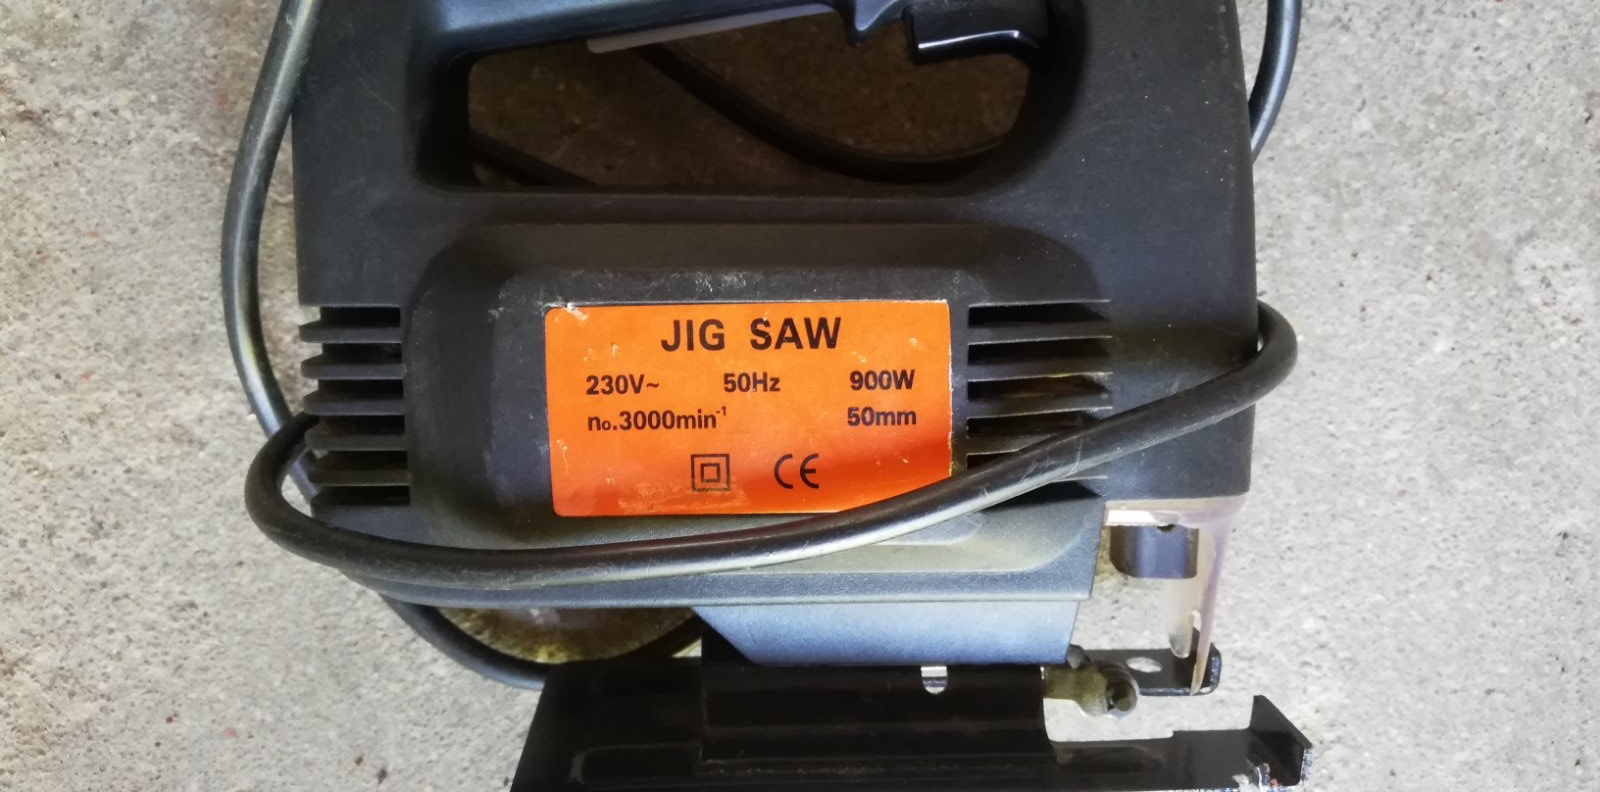 JIG SAW
230V~ 50Hz 900W
no.3000min⁻¹ 50mm
CE